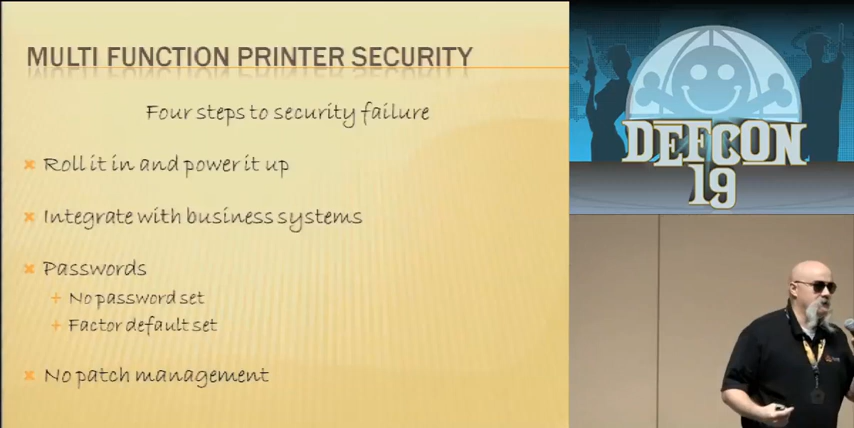 MULTI FUNCTION PRINTER SECURITY
Four steps to security failure
Roll it in and power it up
Integrate with business systems
Passwords
No password set
Factor default set
No patch management
DEFCON
19